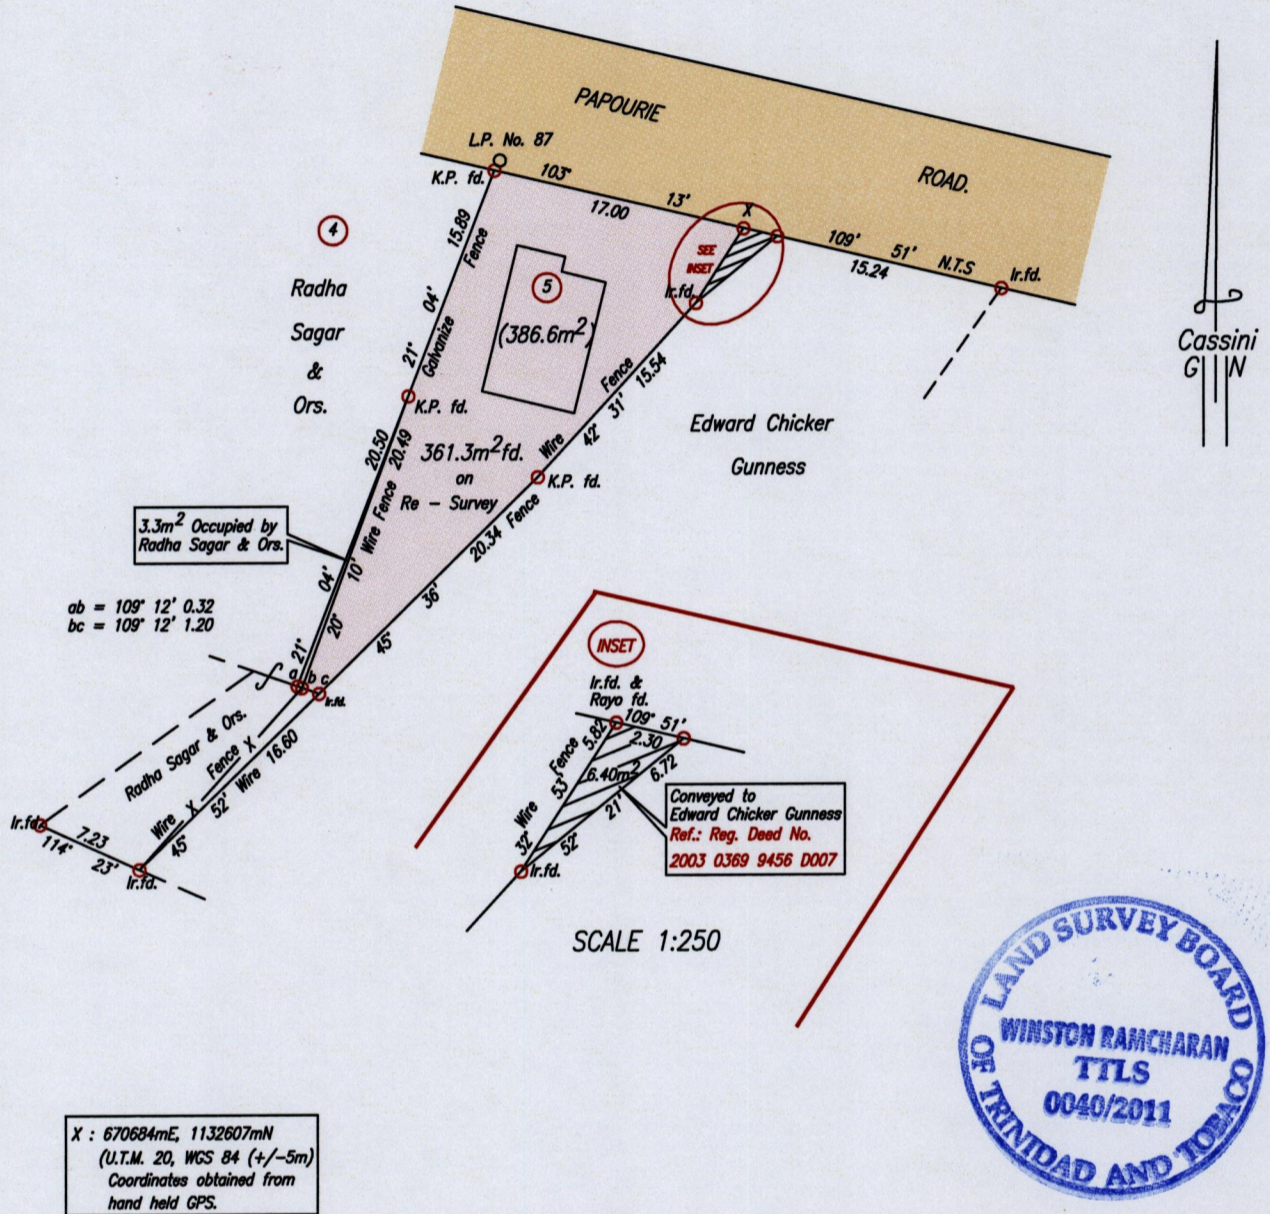 PAPOURIE
ROAD.
L.P. No. 87
K.P. fd.
103° 13'
17.00
X
109° 51'
15.24
N.T.S
Ir.fd.
SEE
INSET
Ir.fd.
4
Radha
Sagar
&
Ors.
15.89
Fence
Galvanize
21° 04'
K.P. fd.
5
(386.6m²)
361.3m² fd.
on
Re - Survey
Fence
15.54
Wire
42° 31'
K.P. fd.
Edward Chicker
Gunness
Cassini
G N
20.50
20.49
Wire Fence
21° 04'
20° 10'
20.34 Fence
45° 36'
3.3m² Occupied by
Radha Sagar & Ors.
ab = 109° 12' 0.32
bc = 109° 12' 1.20
a b c
Ir.fd.
Radha Sagar & Ors.
Wire X Fence X
45° 52' Wire 16.60
Ir.fd.
7.23
114° 23'
Ir.fd.
INSET
Ir.fd. &
Rayo fd.
109° 51'
2.30
5.82
Fence
Wire
32° 53'
6.40m²
6.72
52° 21'
Ir.fd.
Conveyed to
Edward Chicker Gunness
Ref.: Reg. Deed No.
2003 0369 9456 D007
SCALE 1:250
X : 670684mE, 1132607mN
(U.T.M. 20, WGS 84 (+/-5m)
Coordinates obtained from
hand held GPS.
LAND SURVEY BOARD
OF TRINIDAD AND TOBACO
WINSTON RAMCHARAN
TTLS
0040/2011